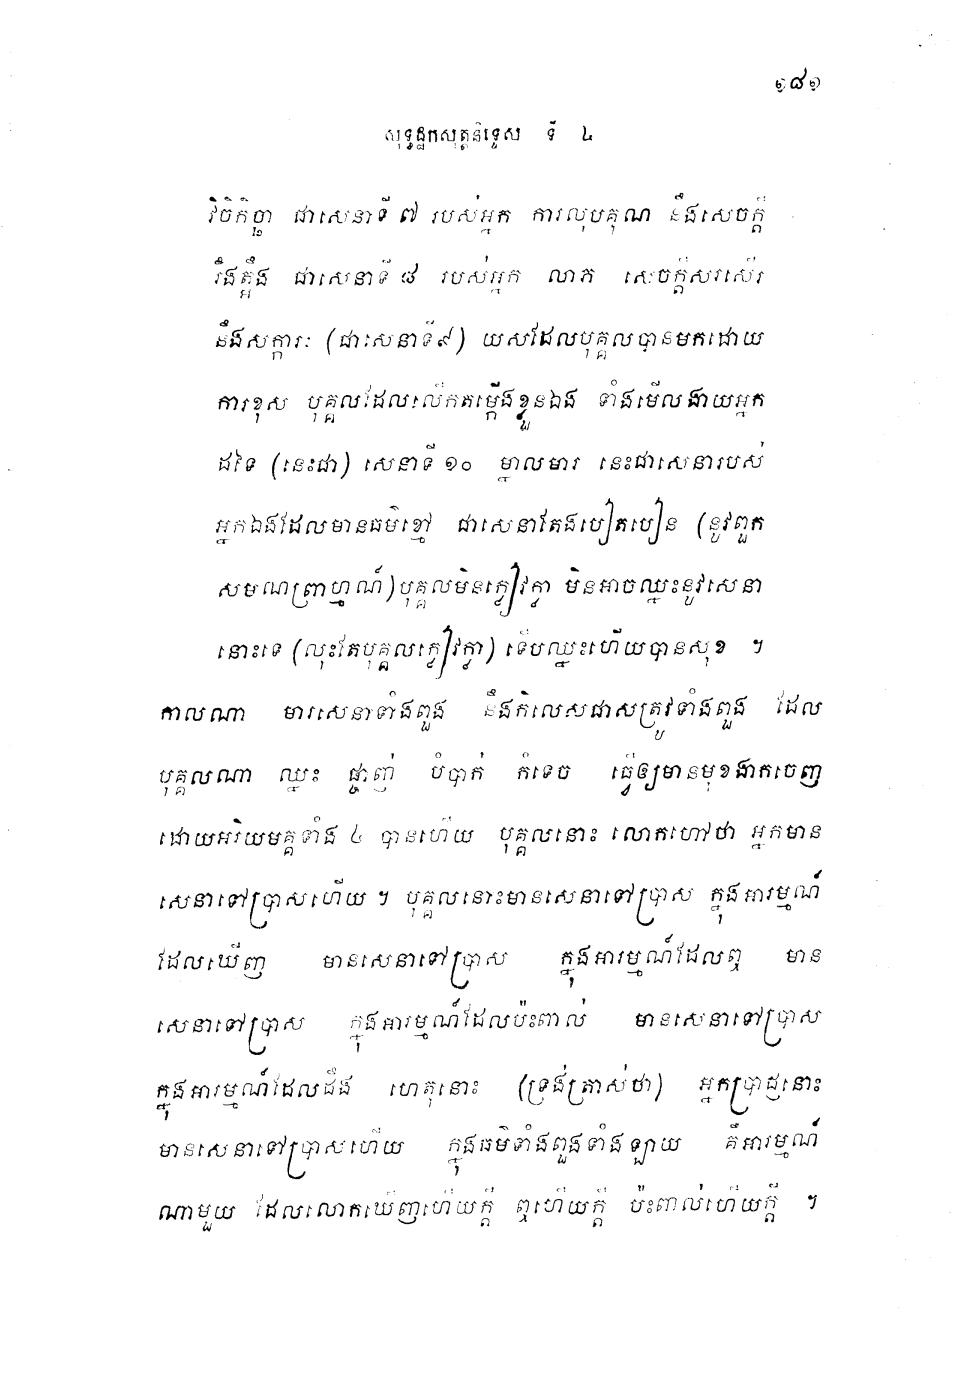 ១៨១
សុទ្ធដ្ឋកសុត្តនិទ្ទេស ទី ៤
វិចិកិច្ឆា ជាសេនាទី ៧ របស់អ្នក ការលុបគុណ នឹងសេចក្តី
រឹងត្អឹង ជាសេនាទី ៨ របស់អ្នក លាភ សេចក្តីសរសើរ
នឹងសក្ការៈ (ជាសេនាទី ៩) យសដែលបុគ្គលបានមកដោយ
ការខុស បុគ្គលដែលលើកតម្កើងខ្លួនឯង ទាំងមើលងាយអ្នក
ដទៃ (នេះជា) សេនាទី ១០ ម្នាលមារ នេះជាសេនារបស់
អ្នកឯងដែលមានធម៌ខ្មៅ ជាសេនាតែងបៀតបៀន (នូវពួក
សមណព្រាហ្មណ៍) បុគ្គលមិនក្លៀវក្លា មិនអាចឈ្នះនូវសេនា
នោះទេ (លុះតែបុគ្គលក្លៀវក្លា) ទើបឈ្នះហើយបានសុខ ។
កាលណា មារសេនាទាំងពួង នឹងកិលេសជាសត្រូវទាំងពួង ដែល
បុគ្គលណា ឈ្នះ ផ្ចាញ់ បំបាក់ កំទេច ធ្វើឲ្យមានមុខងាកចេញ
ដោយអរិយមគ្គទាំង ៤ បានហើយ បុគ្គលនោះ លោកហៅថា អ្នកមាន
សេនាទៅប្រាសហើយ ។ បុគ្គលនោះមានសេនាទៅប្រាស ក្នុងអារម្មណ៍
ដែលឃើញ មានសេនាទៅប្រាស ក្នុងអារម្មណ៍ដែលឮ មាន
សេនាទៅប្រាស ក្នុងអារម្មណ៍ដែលប៉ះពាល់ មានសេនាទៅប្រាស
ក្នុងអារម្មណ៍ដែលដឹង ហេតុនោះ (ទ្រង់ត្រាស់ថា) អ្នកប្រាជ្ញនោះ
មានសេនាទៅប្រាសហើយ ក្នុងធម៌ទាំងពួងទាំងឡាយ គឺអារម្មណ៍
ណាមួយ ដែលលោកឃើញហើយក្តី ឮហើយក្តី ប៉ះពាល់ហើយក្តី ។